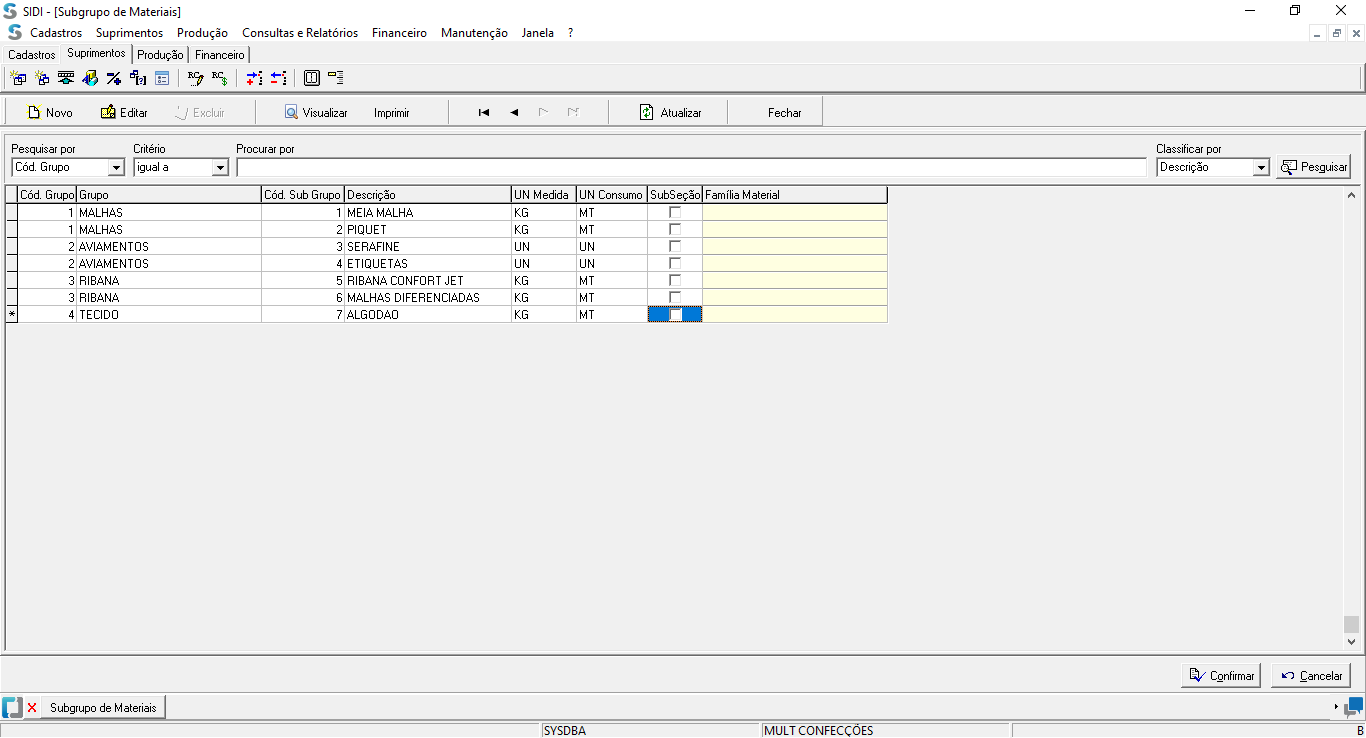 SIDI - [Subgrupo de Materiais]
Cadastros Suprimentos Produção Consultas e Relatórios Financeiro Manutenção Janela ?
Cadastros Suprimentos Produção Financeiro
Novo Editar Excluir Visualizar Imprimir Atualizar Fechar
Pesquisar por Critério Procurar por Classificar por
Cód. Grupo igual a Descrição Pesquisar
Cód. Grupo Grupo Cód. Sub Grupo Descrição UN Medida UN Consumo SubSeção Família Material
1 MALHAS 1 MEIA MALHA KG MT
1 MALHAS 2 PIQUET KG MT
2 AVIAMENTOS 3 SERAFINE UN UN
2 AVIAMENTOS 4 ETIQUETAS UN UN
3 RIBANA 5 RIBANA CONFORT JET KG MT
3 RIBANA 6 MALHAS DIFERENCIADAS KG MT
* 4 TECIDO 7 ALGODAO KG MT
Confirmar Cancelar
Subgrupo de Materiais
SYSDBA MULT CONFECÇÕES B